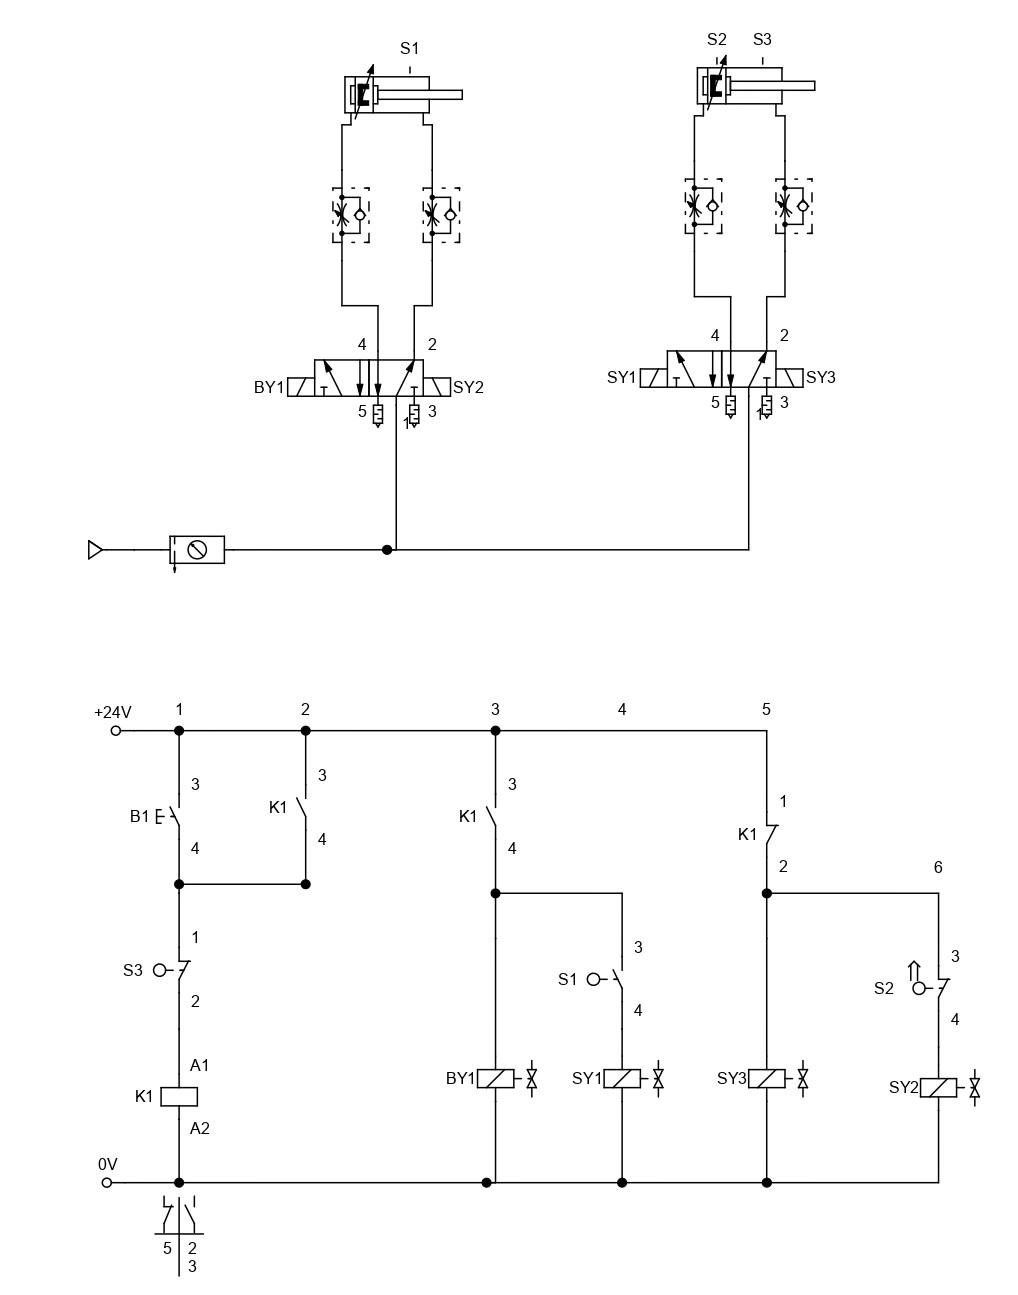 S1
S2 S3
4 2
BY1 SY2
5 1 3
4 2
SY1 SY3
5 1 3
+24V 1 2 3 4 5
3 3 3 1
B1 K1 K1 K1
4 4 4 2 6
1 3 3
S3 S1 S2
2 4 4
A1
K1 BY1 SY1 SY3 SY2
A2
0V
5 2
3